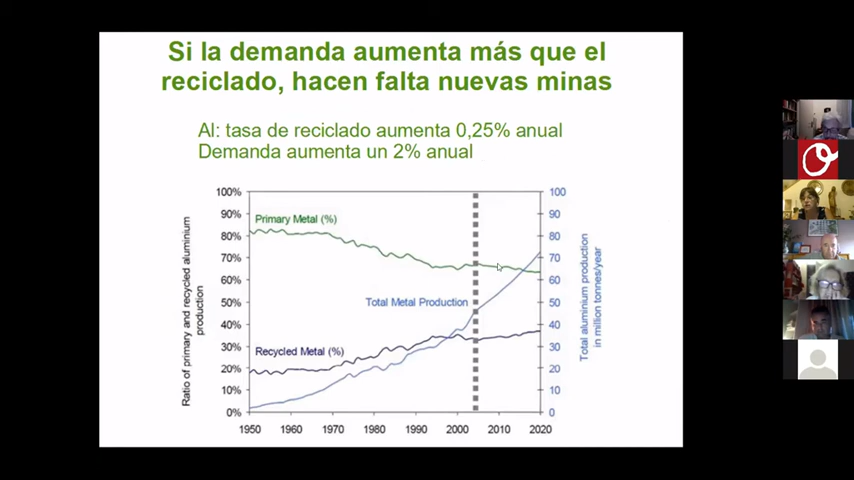 Si la demanda aumenta más que el
reciclado, hacen falta nuevas minas
Al: tasa de reciclado aumenta 0,25% anual
Demanda aumenta un 2% anual
Ratio of primary and recycled aluminium
production
100%
90%
80%
70%
60%
50%
40%
30%
20%
10%
0%
Primary Metal (%)
Total Metal Production
Recycled Metal (%)
100
90
80
70
60
50
40
30
20
10
0
Total aluminium production
in million tonnes/year
1950 1960 1970 1980 1990 2000 2010 2020